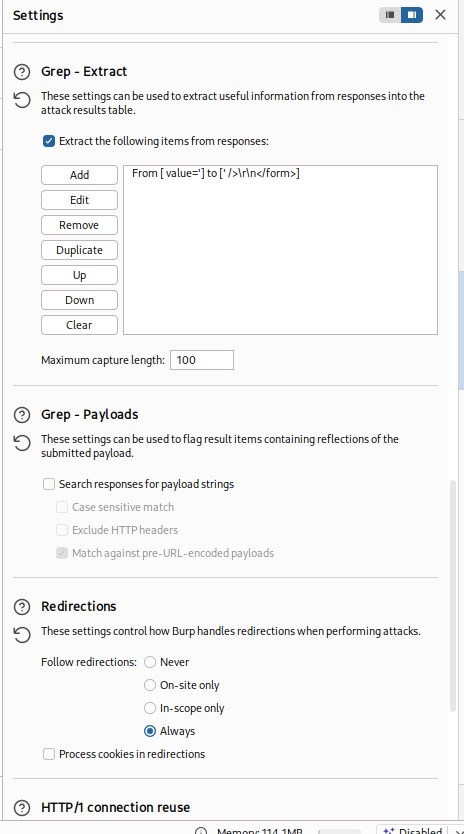 Settings
Grep - Extract
These settings can be used to extract useful information from responses into the
attack results table.
Extract the following items from responses:
Add
From [ value='] to [' />\r\n</form>]
Edit
Remove
Duplicate
Up
Down
Clear
Maximum capture length: 100
Grep - Payloads
These settings can be used to flag result items containing reflections of the
submitted payload.
Search responses for payload strings
Case sensitive match
Exclude HTTP headers
Match against pre-URL-encoded payloads
Redirections
These settings control how Burp handles redirections when performing attacks.
Follow redirections: Never
On-site only
In-scope only
Always
Process cookies in redirections
HTTP/1 connection reuse
Memory: 114.1MB Disabled